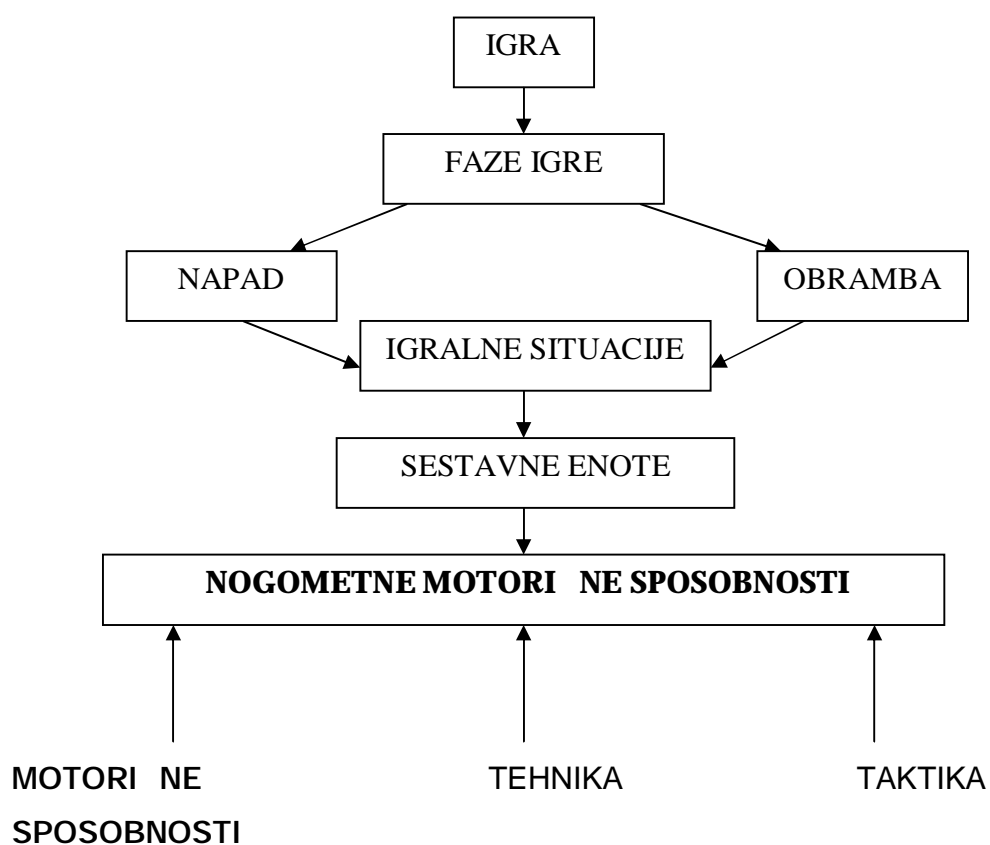 IGRA
FAZE IGRE
NAPAD
OBRAMBA
IGRALNE SITUACIJE
SESTAVNE ENOTE
NOGOMETNE MOTORI NE SPOSOBNOSTI
MOTORI NE
SPOSOBNOSTI
TEHNIKA
TAKTIKA